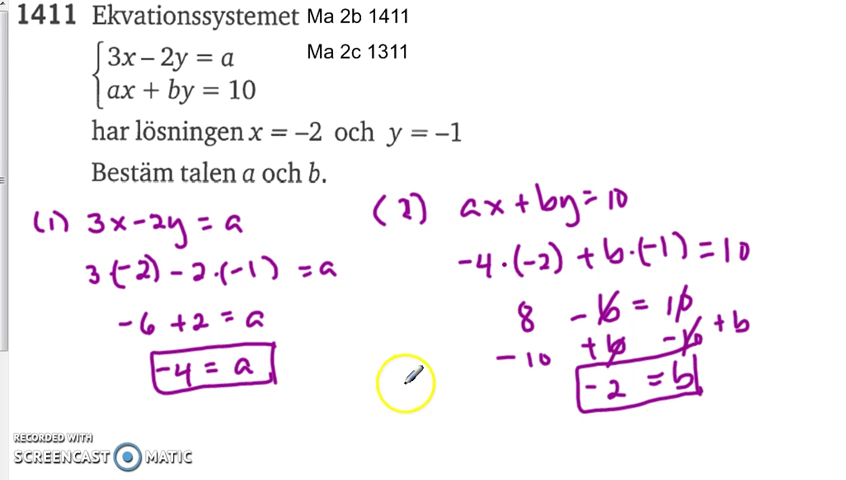 1411 Ekvationssystemet Ma 2b 1411
3x – 2y = a Ma 2c 1311
ax + by = 10
har lösningen x = –2 och y = –1
Bestäm talen a och b.
(1) 3x - 2y = a
3(-2) - 2·(-1) = a
-6 + 2 = a
-4 = a
(2) ax + by = 10
-4·(-2) + b·(-1) = 10
8 - b = 10
-10 + b - 10 + b
-2 = b
RECORDED WITH
SCREENCAST MATIC